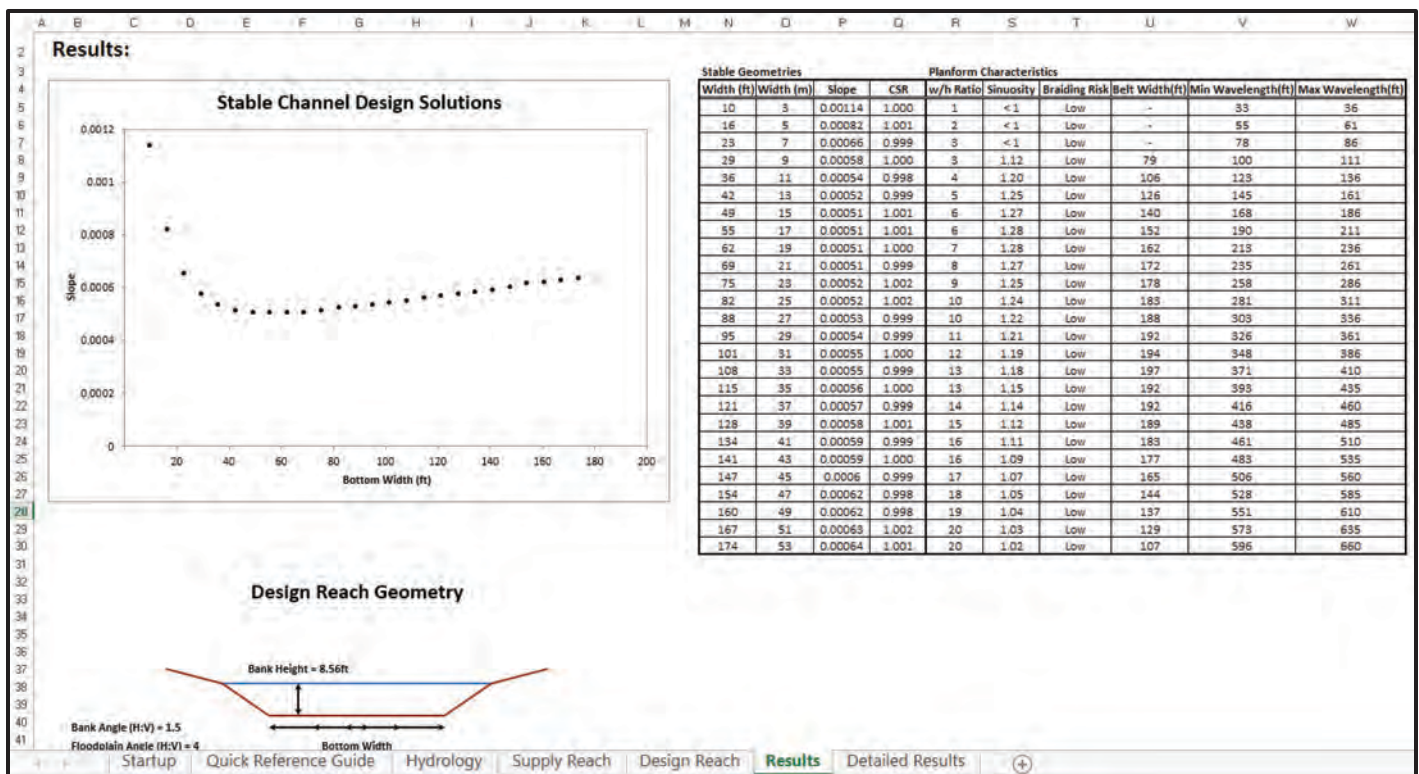 A B C D E F G H I J K L M N O P Q R S T U V W
2 Results:
3 Stable Geometries Planform Characteristics
4 Stable Channel Design Solutions Width (ft) Width (m) Slope CSR w/h Ratio Sinuosity Braiding Risk Belt Width(ft) Min Wavelength(ft) Max Wavelength(ft)
5 10 3 0.00114 1.000 1 <1 Low - 33 36
6 0.0012 16 5 0.00082 1.001 2 <1 Low - 55 61
7 23 7 0.00066 0.999 3 <1 Low - 78 86
8 29 9 0.00058 1.000 3 1.12 Low 79 100 111
9 0.001 36 11 0.00054 0.998 4 1.20 Low 106 123 136
10 42 13 0.00052 0.999 5 1.25 Low 126 145 161
11 49 15 0.00051 1.001 6 1.27 Low 140 168 186
12 0.0008 55 17 0.00051 1.001 6 1.28 Low 152 190 211
13 62 19 0.00051 1.000 7 1.28 Low 162 213 236
14 69 21 0.00051 0.999 8 1.27 Low 172 235 261
15 Slope 0.0006 75 23 0.00052 1.002 9 1.25 Low 178 258 286
16 82 25 0.00052 1.002 10 1.24 Low 183 281 311
17 88 27 0.00053 0.999 10 1.22 Low 188 303 336
18 0.0004 95 29 0.00054 0.999 11 1.21 Low 192 326 361
19 101 31 0.00055 1.000 12 1.19 Low 194 348 386
20 108 33 0.00055 0.999 13 1.18 Low 197 371 410
21 0.0002 115 35 0.00056 1.000 13 1.15 Low 192 393 435
22 121 37 0.00057 0.999 14 1.14 Low 192 416 460
23 128 39 0.00058 1.001 15 1.12 Low 189 438 485
24 0 134 41 0.00059 0.999 16 1.11 Low 183 461 510
25 20 40 60 80 100 120 140 160 180 200 141 43 0.00059 1.000 16 1.09 Low 177 483 535
26 Bottom Width (ft) 147 45 0.0006 0.999 17 1.07 Low 165 506 560
27 154 47 0.00062 0.998 18 1.05 Low 144 528 585
28 160 49 0.00062 0.998 19 1.04 Low 137 551 610
29 167 51 0.00063 1.002 20 1.03 Low 129 573 635
30 174 53 0.00064 1.001 20 1.02 Low 107 596 660
31
32
33 Design Reach Geometry
34
35
36
37 Bank Height = 8.56ft
38
39
40 Bank Angle (H:V) = 1.5
41 Floodplain Angle (H:V) = 4 Bottom Width
Startup Quick Reference Guide Hydrology Supply Reach Design Reach Results Detailed Results